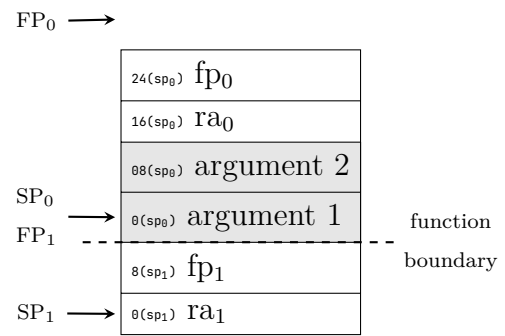 FP₀
24(sp₀) fp₀
16(sp₀) ra₀
08(sp₀) argument 2
SP₀
0(sp₀) argument 1
FP₁
function
boundary
8(sp₁) fp₁
SP₁
0(sp₁) ra₁